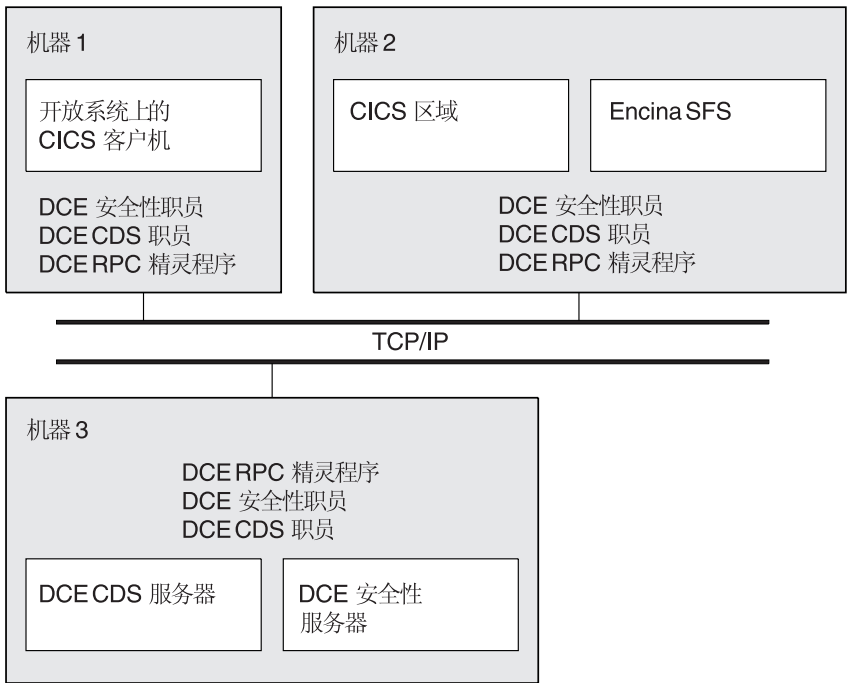 机器 1
开放系统上的
CICS 客户机
DCE 安全性职员
DCE CDS 职员
DCE RPC 精灵程序
机器 2
CICS 区域
Encina SFS
DCE 安全性职员
DCE CDS 职员
DCE RPC 精灵程序
TCP/IP
机器 3
DCE RPC 精灵程序
DCE 安全性职员
DCE CDS 职员
DCE CDS 服务器
DCE 安全性
服务器